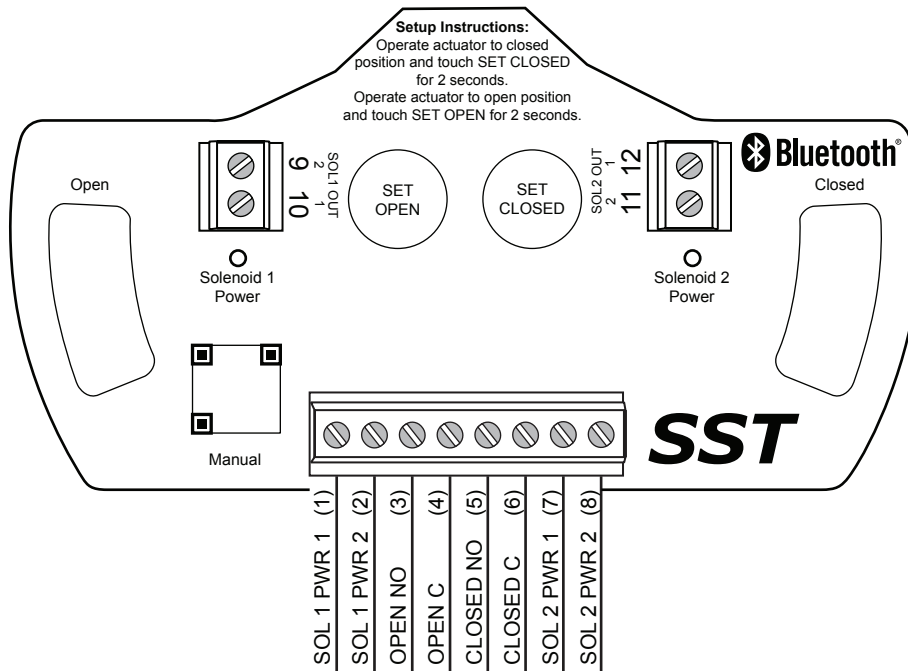 Setup Instructions:
Operate actuator to closed
position and touch SET CLOSED
for 2 seconds.
Operate actuator to open position
and touch SET OPEN for 2 seconds.
Bluetooth®
Open
9
2
SOL1 OUT
10
1
SET
OPEN
SET
CLOSED
SOL2 OUT
1
12
2
11
Closed
Solenoid 1
Power
Solenoid 2
Power
Manual
SST
SOL 1 PWR 1 (1)
SOL 1 PWR 2 (2)
OPEN NO (3)
OPEN C (4)
CLOSED NO (5)
CLOSED C (6)
SOL 2 PWR 1 (7)
SOL 2 PWR 2 (8)